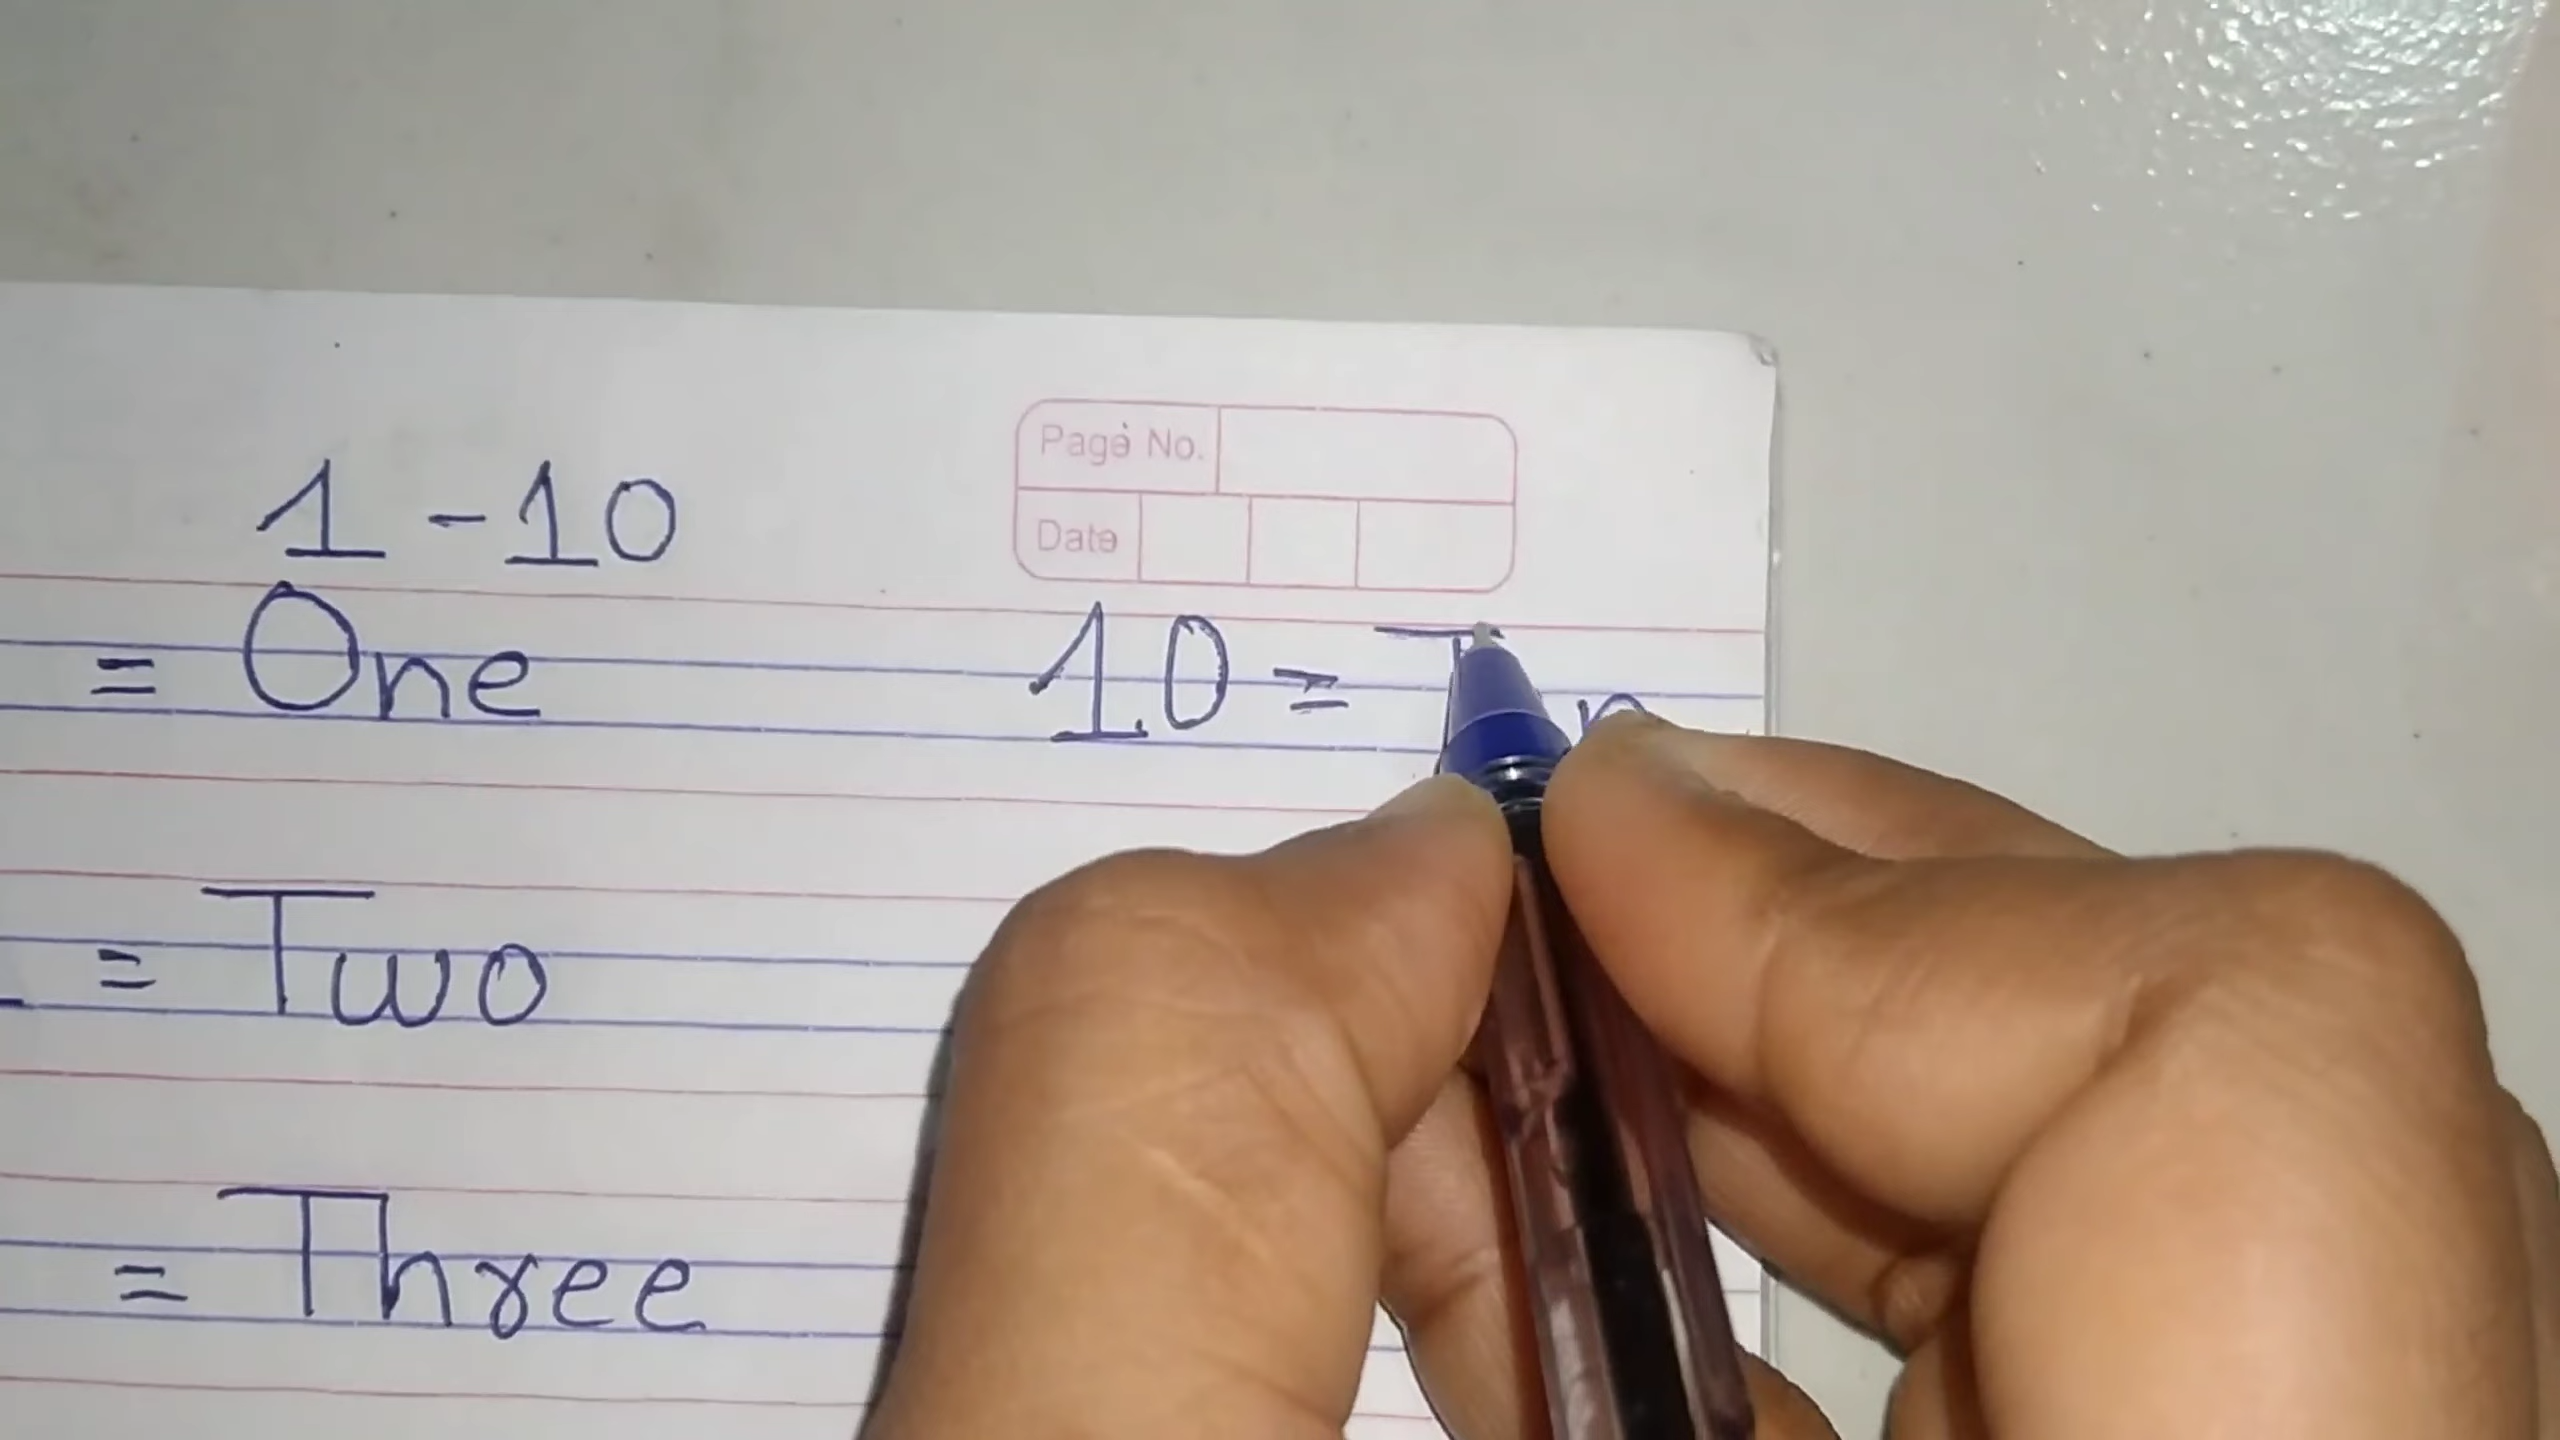 Page No.
1 - 10
Date
= One
10 = T n
= Two
= Three